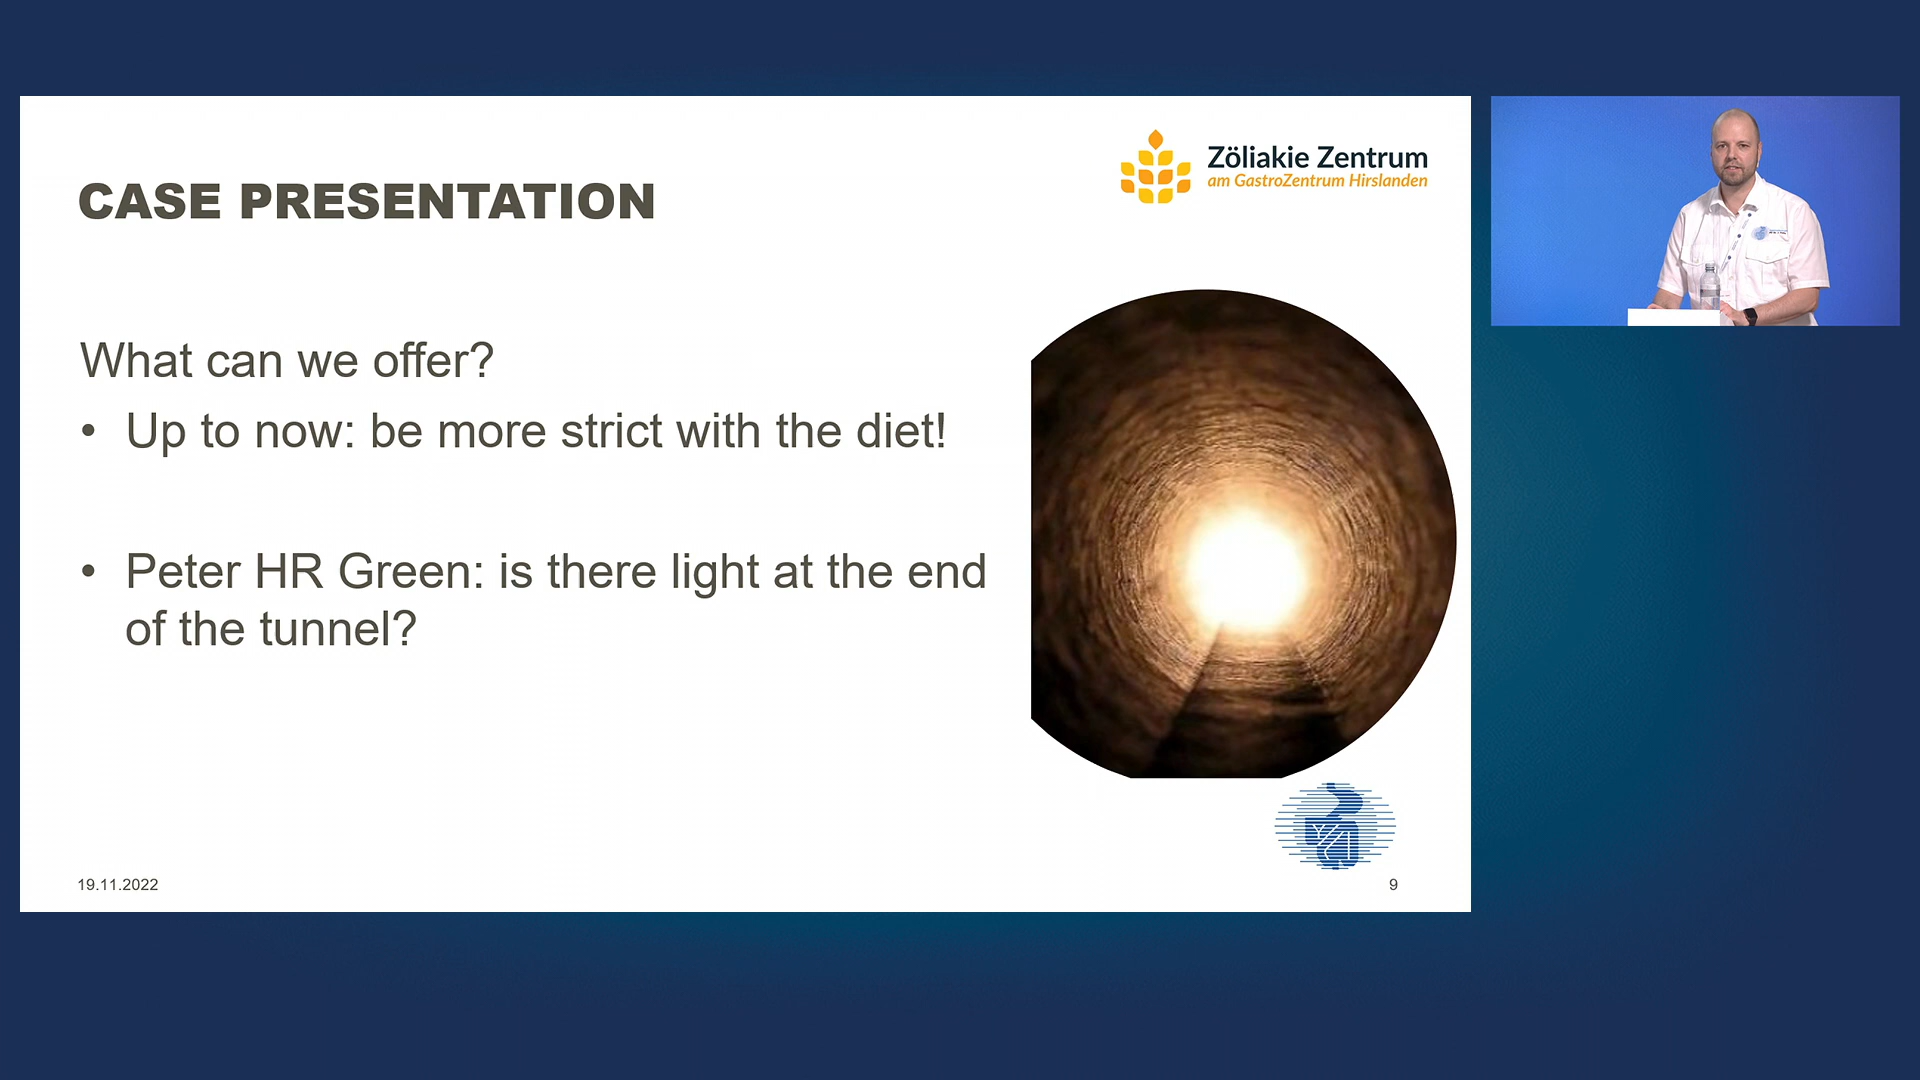 CASE PRESENTATION
Zöliakie Zentrum
am GastroZentrum Hirslanden
What can we offer?
• Up to now: be more strict with the diet!
• Peter HR Green: is there light at the end
of the tunnel?
19.11.2022
9